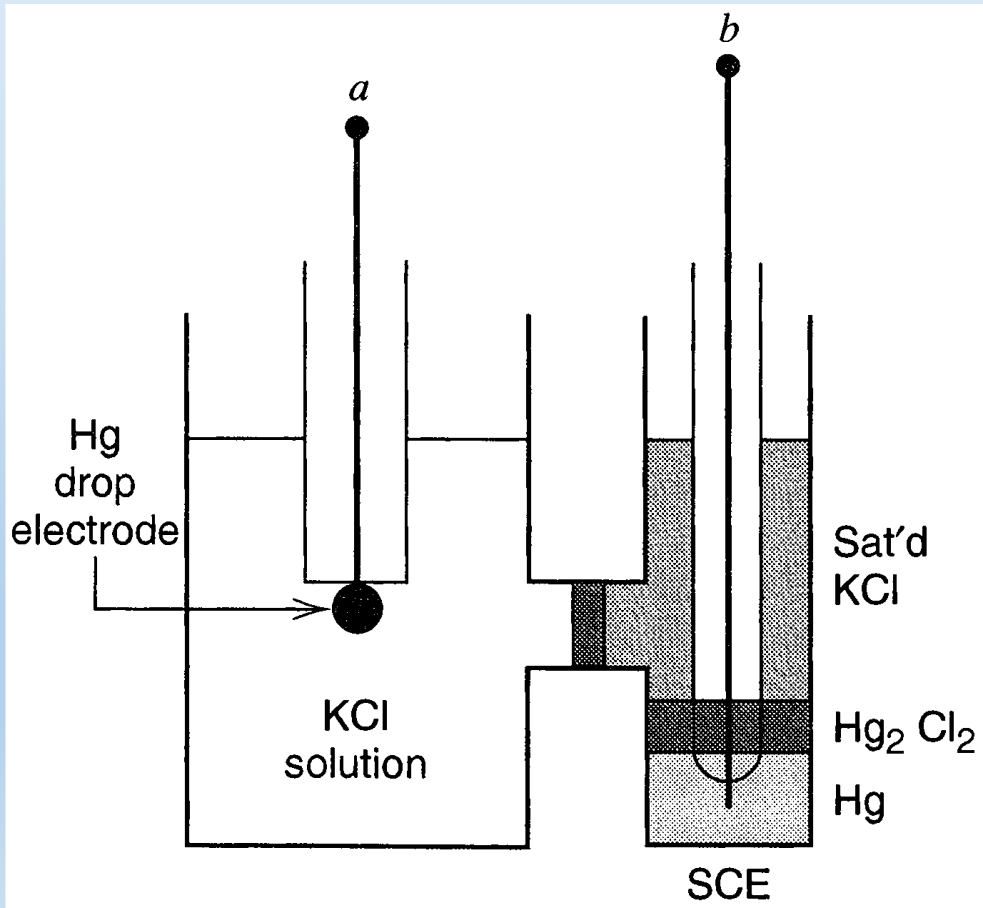 a
b
Hg
drop
electrode
KCl
solution
Sat'd
KCl
Hg₂ Cl₂
Hg
SCE